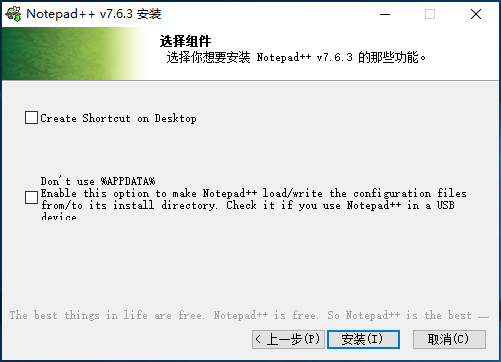 Notepad++ v7.6.3 安装
选择组件
选择你想要安装 Notepad++ v7.6.3 的那些功能。
Create Shortcut on Desktop
Don't use %APPDATA%
Enable this option to make Notepad++ load/write the configuration files
from/to its install directory. Check it if you use Notepad++ in a USB
device
The best things in life are free. Notepad++ is free. So Notepad++ is the best
< 上一步(P)
安装(I)
取消(C)